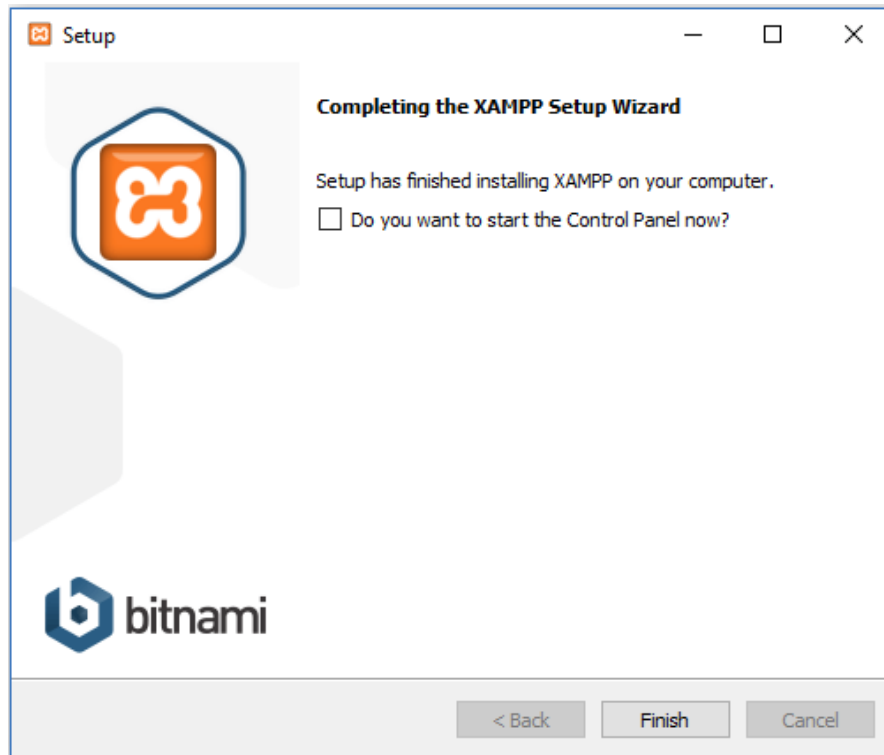 Setup
Completing the XAMPP Setup Wizard
Setup has finished installing XAMPP on your computer.
Do you want to start the Control Panel now?
bitnami
< Back
Finish
Cancel